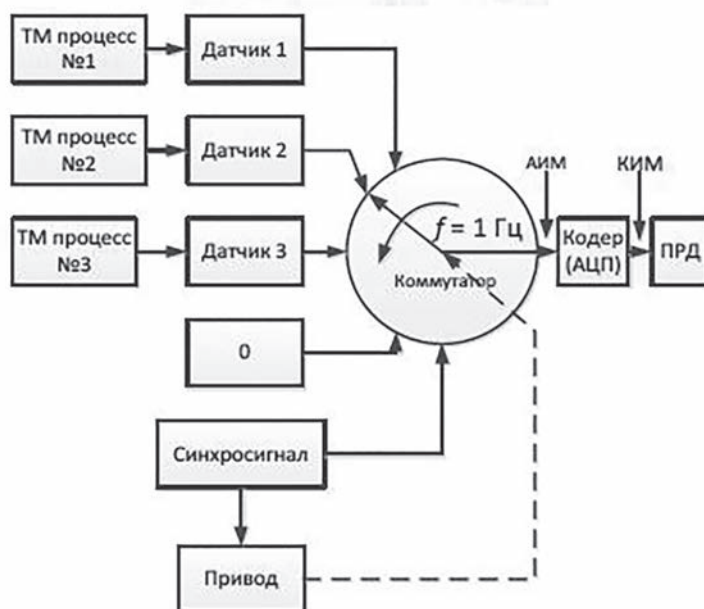 ТМ процесс
№1
Датчик 1
ТМ процесс
№2
Датчик 2
ТМ процесс
№3
Датчик 3
0
Синхросигнал
Привод
f = 1 Гц
Коммутатор
АИМ
Кодер
(АЦП)
КИМ
ПРД